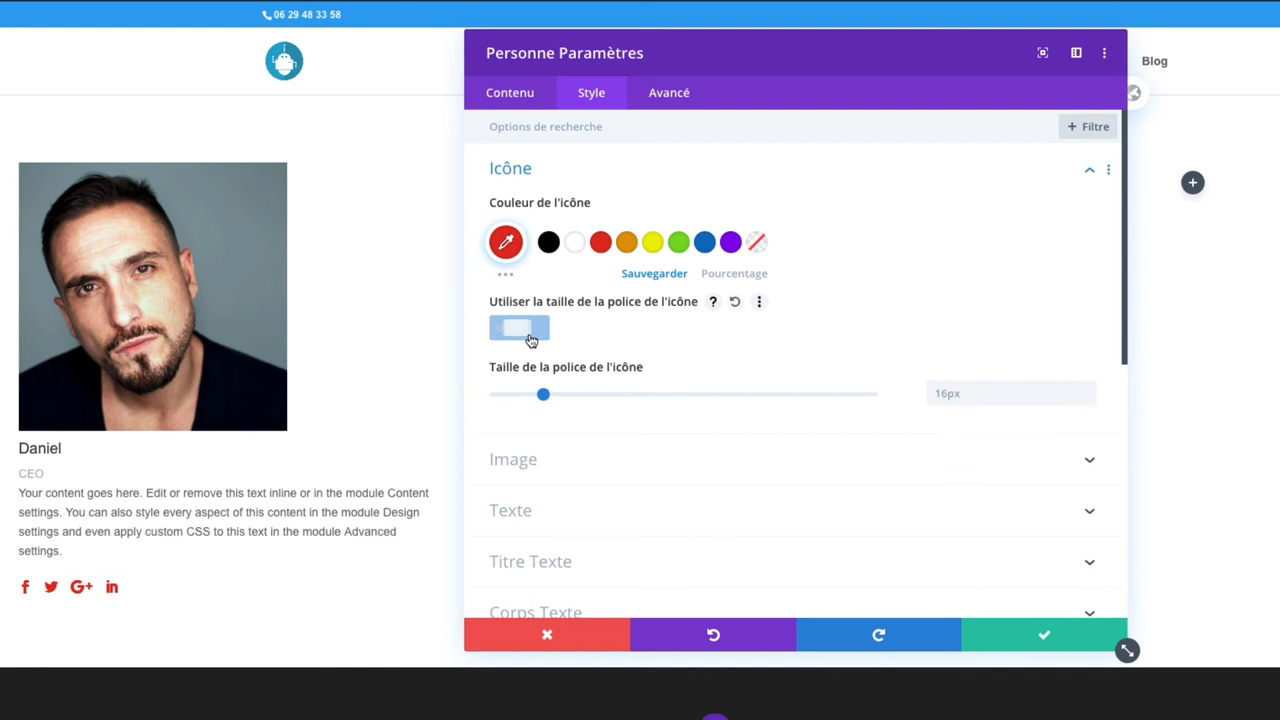 06 29 48 33 58
Personne Paramètres
Blog
Contenu
Style
Avancé
Options de recherche
+ Filtre
Icône
Couleur de l'icône
Sauvegarder
Pourcentage
Utiliser la taille de la police de l'icône
Taille de la police de l'icône
16px
Image
Texte
Titre Texte
Corps Texte
Daniel
CEO
Your content goes here. Edit or remove this text inline or in the module Content
settings. You can also style every aspect of this content in the module Design
settings and even apply custom CSS to this text in the module Advanced
settings.